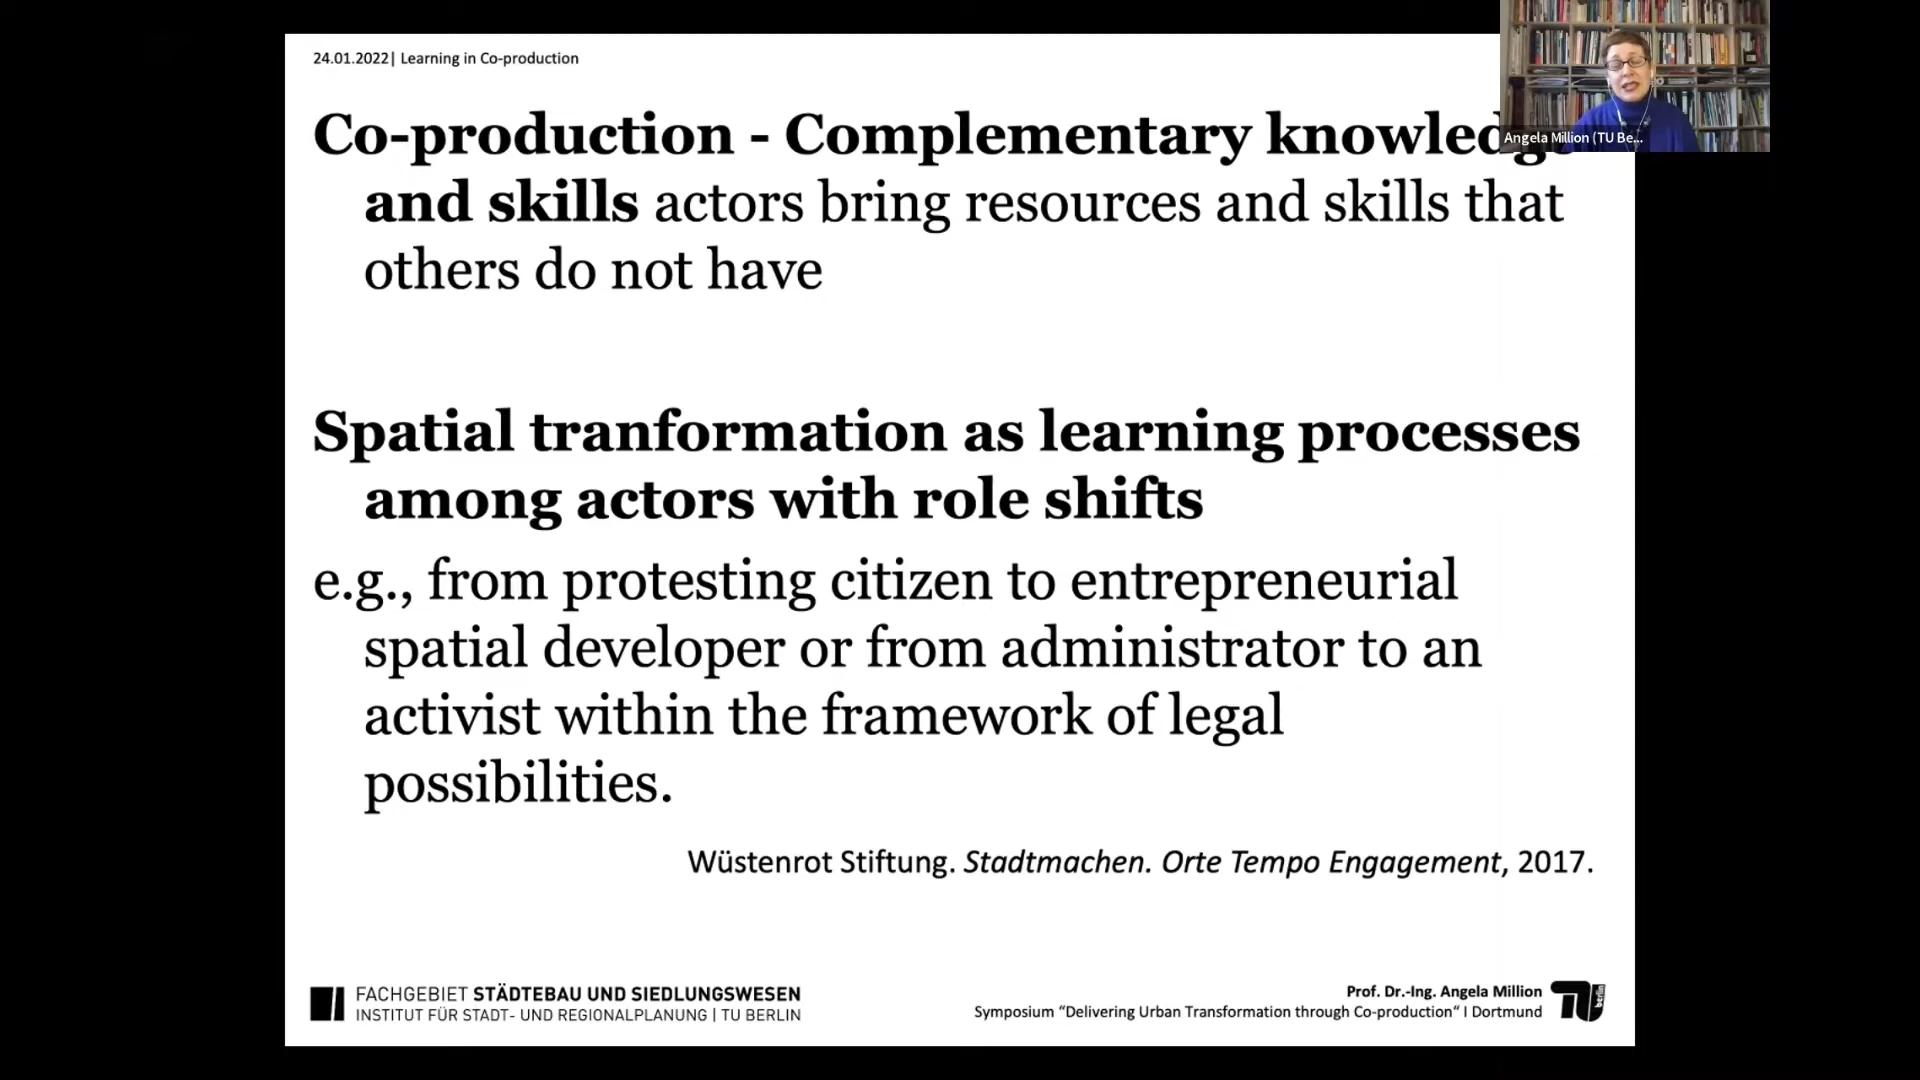 24.01.2022| Learning in Co-production
Angela Million (TU Be...
Co-production - Complementary knowledge
and skills actors bring resources and skills that
others do not have
Spatial tranformation as learning processes
among actors with role shifts
e.g., from protesting citizen to entrepreneurial
spatial developer or from administrator to an
activist within the framework of legal
possibilities.
Wüstenrot Stiftung. Stadtmachen. Orte Tempo Engagement, 2017.
FACHGEBIET STÄDTEBAU UND SIEDLUNGSWESEN
INSTITUT FÜR STADT- UND REGIONALPLANUNG | TU BERLIN
Prof. Dr.-Ing. Angela Million
Symposium “Delivering Urban Transformation through Co-production“ I Dortmund
TU berlin